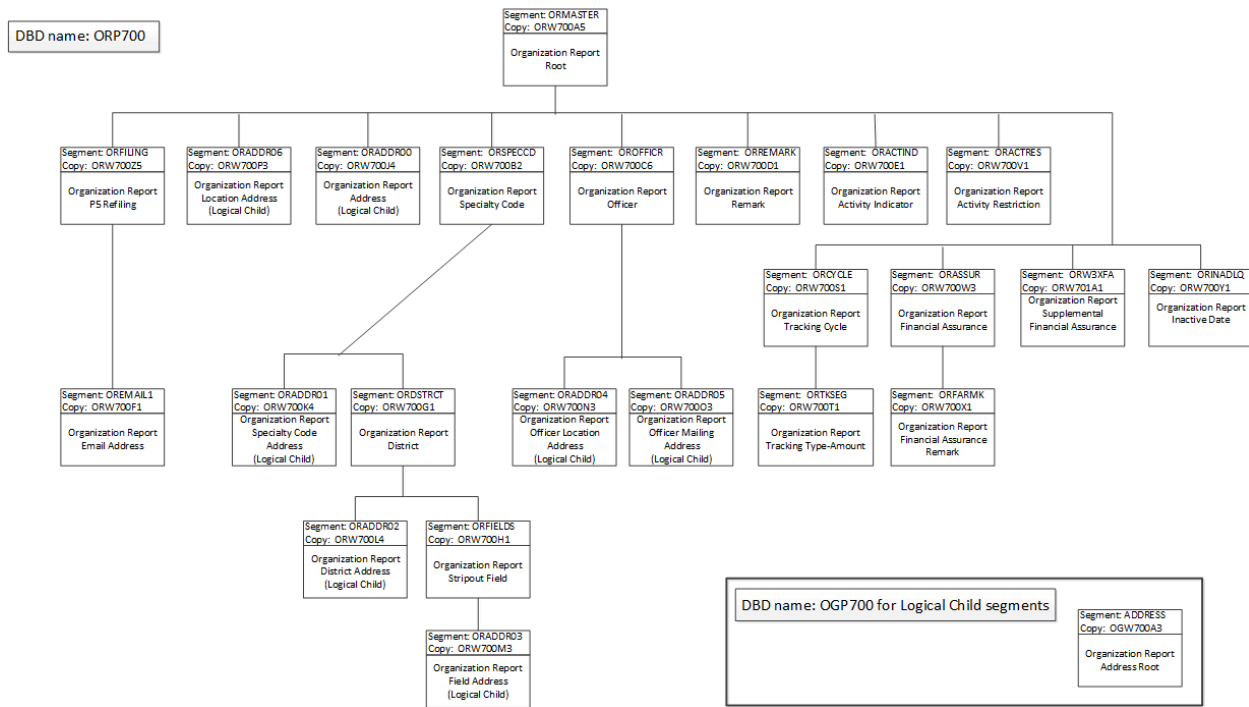 DBD name: ORP700
Segment: ORMASTER
Copy: ORW700A5
Organization Report
Root
Segment: ORFILING
Copy: ORW700Z5
Organization Report
P5 Refiling
Segment: ORADDR06
Copy: ORW700P3
Organization Report
Location Address
(Logical Child)
Segment: ORADDR00
Copy: ORW700J4
Organization Report
Address
(Logical Child)
Segment: ORSPECCD
Copy: ORW700B2
Organization Report
Specialty Code
Segment: OROFFICR
Copy: ORW700C6
Organization Report
Officer
Segment: ORREMARK
Copy: ORW700D1
Organization Report
Remark
Segment: ORACTIND
Copy: ORW700E1
Organization Report
Activity Indicator
Segment: ORACTRES
Copy: ORW700V1
Organization Report
Activity Restriction
Segment: ORCYCLE
Copy: ORW700S1
Organization Report
Tracking Cycle
Segment: ORASSUR
Copy: ORW700W3
Organization Report
Financial Assurance
Segment: ORW3XFA
Copy: ORW701A1
Organization Report
Supplemental
Financial Assurance
Segment: ORINADLQ
Copy: ORW700Y1
Organization Report
Inactive Date
Segment: OREMAIL1
Copy: ORW700F1
Organization Report
Email Address
Segment: ORADDR01
Copy: ORW700K4
Organization Report
Specialty Code
Address
(Logical Child)
Segment: ORDSTRCT
Copy: ORW700G1
Organization Report
District
Segment: ORADDR04
Copy: ORW700N3
Organization Report
Officer Location
Address
(Logical Child)
Segment: ORADDR05
Copy: ORW700O3
Organization Report
Officer Mailing
Address
(Logical Child)
Segment: ORTKSEG
Copy: ORW700T1
Organization Report
Tracking Type-Amount
Segment: ORFARMK
Copy: ORW700X1
Organization Report
Financial Assurance
Remark
Segment: ORADDR02
Copy: ORW700L4
Organization Report
District Address
(Logical Child)
Segment: ORFIELDS
Copy: ORW700H1
Organization Report
Stripout Field
Segment: ORADDR03
Copy: ORW700M3
Organization Report
Field Address
(Logical Child)
DBD name: OGP700 for Logical Child segments
Segment: ADDRESS
Copy: OGW700A3
Organization Report
Address Root